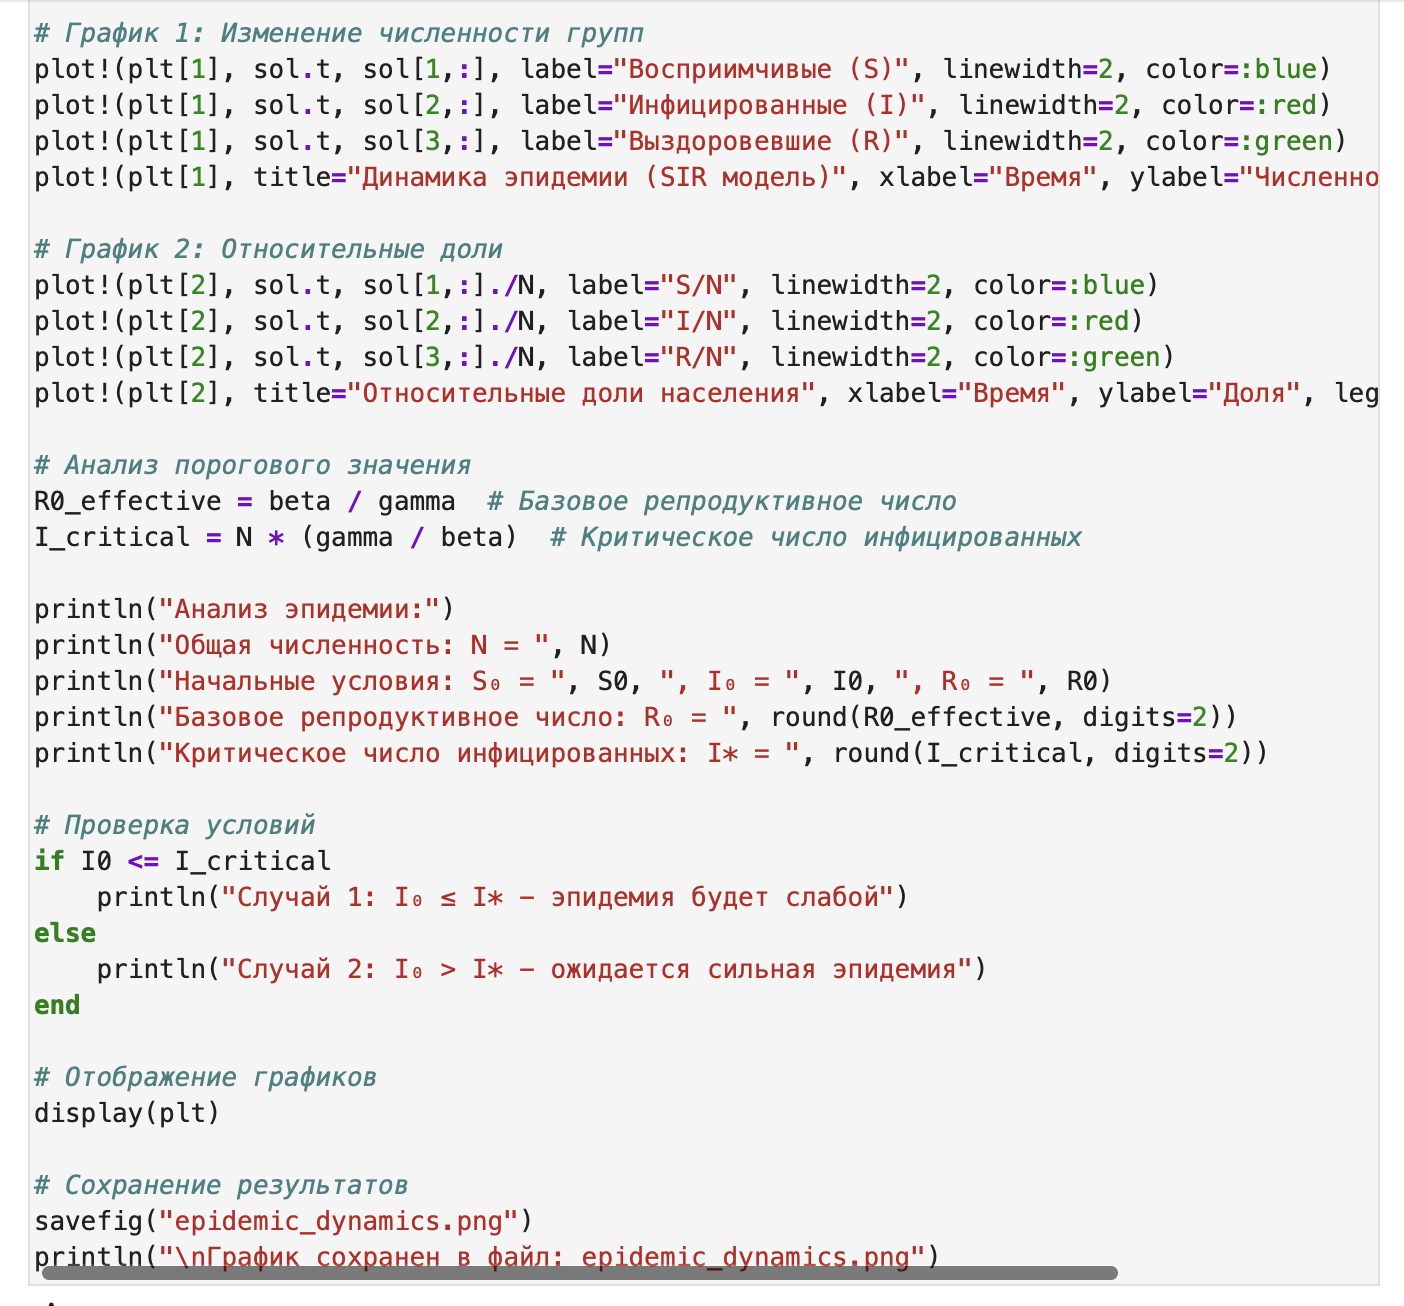 # График 1: Изменение численности групп
plot!(plt[1], sol.t, sol[1,:], label="Восприимчивые (S)", linewidth=2, color=:blue)
plot!(plt[1], sol.t, sol[2,:], label="Инфицированные (I)", linewidth=2, color=:red)
plot!(plt[1], sol.t, sol[3,:], label="Выздоровевшие (R)", linewidth=2, color=:green)
plot!(plt[1], title="Динамика эпидемии (SIR модель)", xlabel="Время", ylabel="Численно
# График 2: Относительные доли
plot!(plt[2], sol.t, sol[1,:]./N, label="S/N", linewidth=2, color=:blue)
plot!(plt[2], sol.t, sol[2,:]./N, label="I/N", linewidth=2, color=:red)
plot!(plt[2], sol.t, sol[3,:]./N, label="R/N", linewidth=2, color=:green)
plot!(plt[2], title="Относительные доли населения", xlabel="Время", ylabel="Доля", leg
# Анализ порогового значения
R0_effective = beta / gamma  # Базовое репродуктивное число
I_critical = N * (gamma / beta)  # Критическое число инфицированных
println("Анализ эпидемии:")
println("Общая численность: N = ", N)
println("Начальные условия: S₀ = ", S0, ", I₀ = ", I0, ", R₀ = ", R0)
println("Базовое репродуктивное число: R₀ = ", round(R0_effective, digits=2))
println("Критическое число инфицированных: I* = ", round(I_critical, digits=2))
# Проверка условий
if I0 <= I_critical
    println("Случай 1: I₀ ≤ I* – эпидемия будет слабой")
else
    println("Случай 2: I₀ > I* – ожидается сильная эпидемия")
end
# Отображение графиков
display(plt)
# Сохранение результатов
savefig("epidemic_dynamics.png")
println("\nГрафик сохранен в файл: epidemic_dynamics.png")